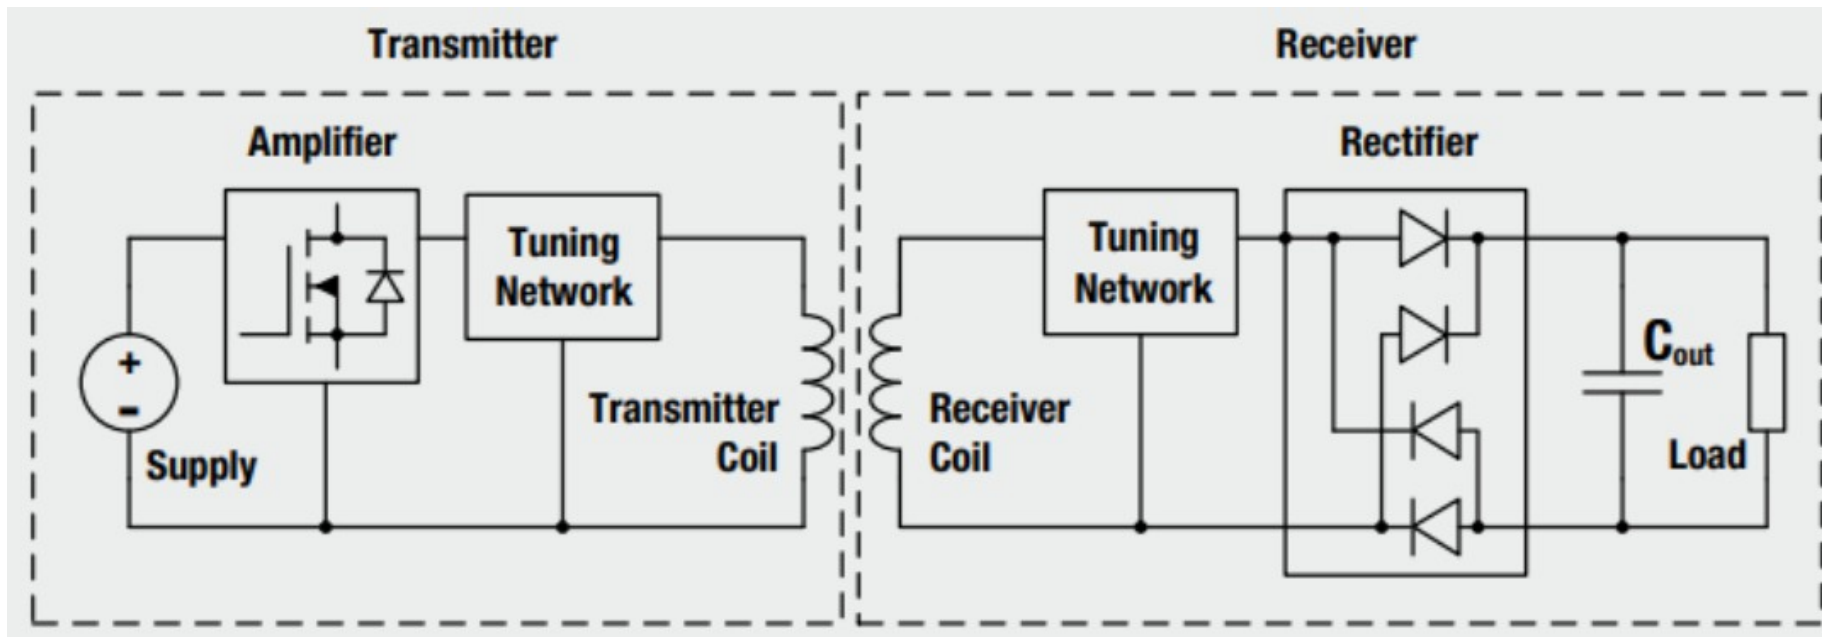 Transmitter
Receiver
Amplifier
Rectifier
Tuning
Network
Tuning
Network
+
-
Supply
Transmitter
Coil
Receiver
Coil
Cout
Load